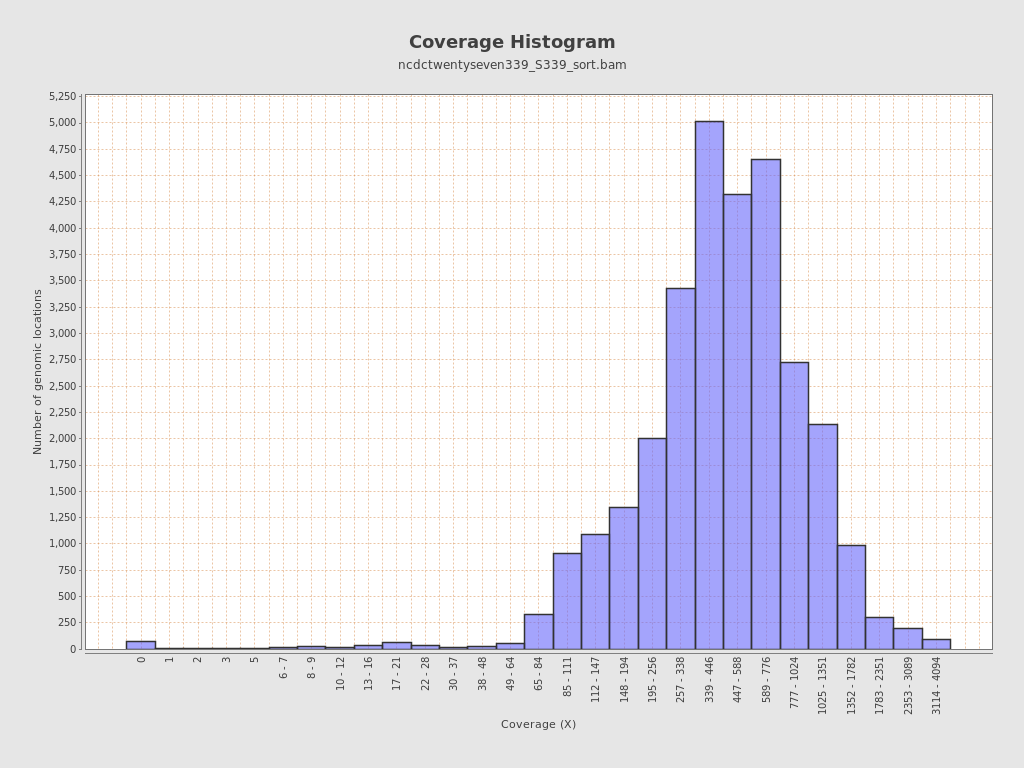 Coverage Histogram
ncdctwentyseven339_S339_sort.bam
5,250
5,000
4,750
4,500
4,250
4,000
3,750
3,500
3,250
3,000
2,750
2,500
2,250
2,000
1,750
1,500
1,250
1,000
750
500
250
0
Number of genomic locations
0
1
2
3
5
6 - 7
8 - 9
10 - 12
13 - 16
17 - 21
22 - 28
30 - 37
38 - 48
49 - 64
65 - 84
85 - 111
112 - 147
148 - 194
195 - 256
257 - 338
339 - 446
447 - 588
589 - 776
777 - 1024
1025 - 1351
1352 - 1782
1783 - 2351
2353 - 3089
3114 - 4094
Coverage (X)